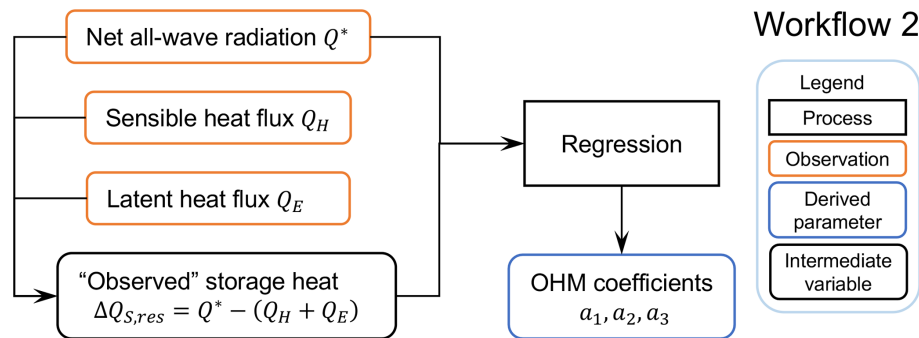 Workflow 2
Net all-wave radiation Q*
Sensible heat flux Q_H
Latent heat flux Q_E
“Observed” storage heat
ΔQ_{S,res} = Q* − (Q_H + Q_E)
Regression
OHM coefficients
a_1, a_2, a_3
Legend
Process
Observation
Derived
parameter
Intermediate
variable